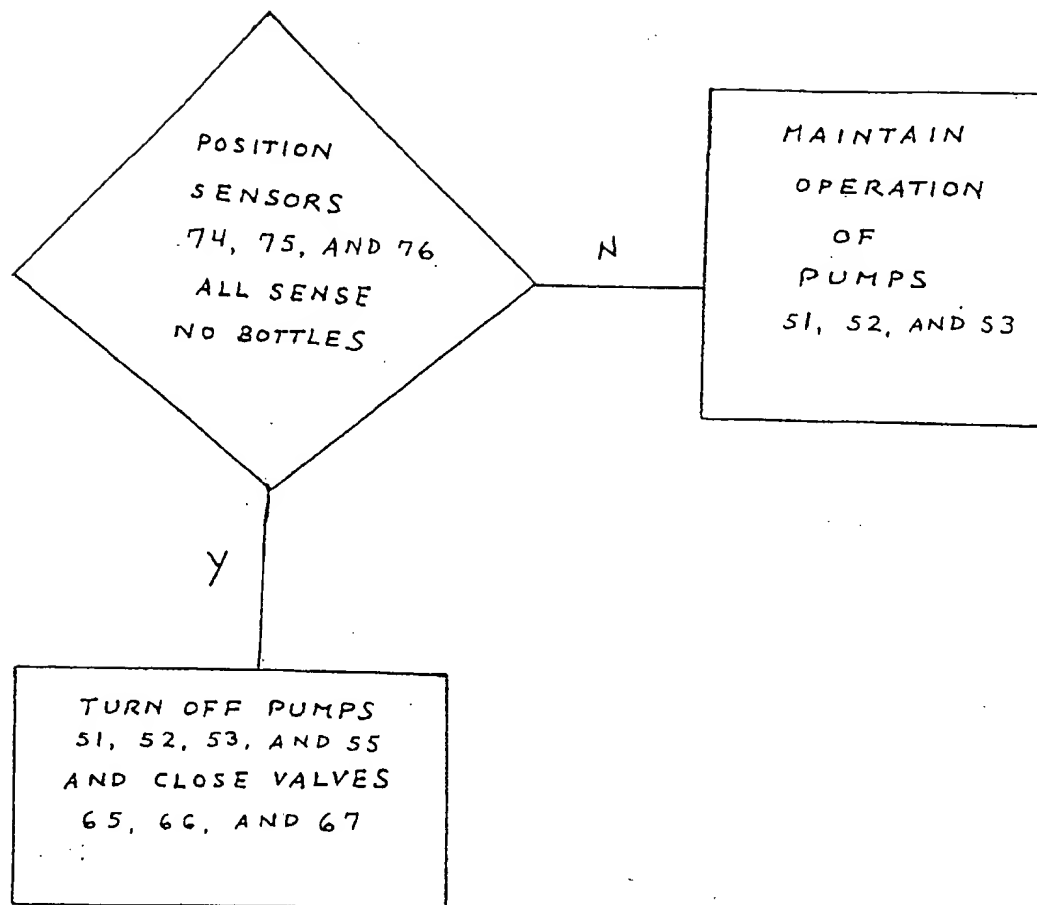 POSITION
SENSORS
74, 75, AND 76
ALL SENSE
NO BOTTLES
N
MAINTAIN
OPERATION
OF
PUMPS
51, 52, AND 53
Y
TURN OFF PUMPS
51, 52, 53, AND 55
AND CLOSE VALVES
65, 66, AND 67